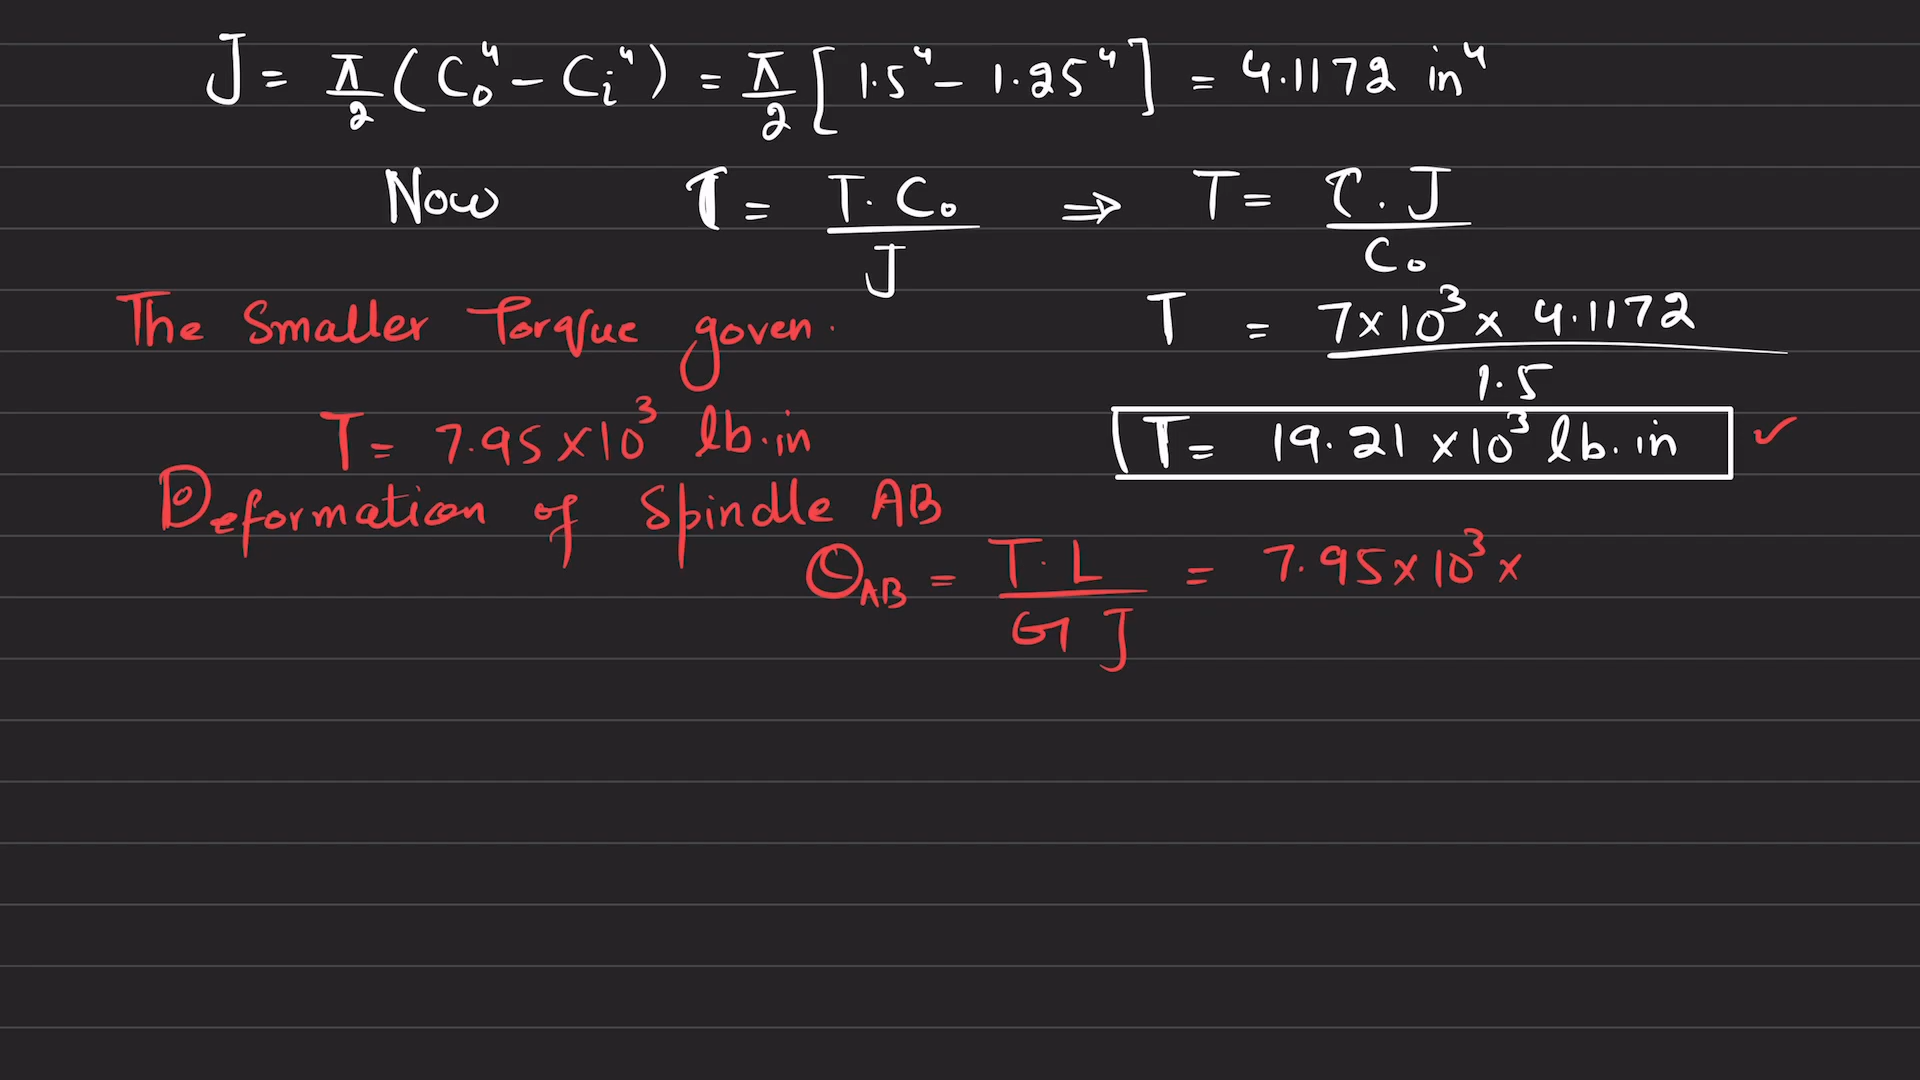 J = π/2 (Co⁴ - Ci⁴) = π/2 [1.5⁴ - 1.25⁴] = 4.1172 in⁴
Now τ = T. Co / J ⇒ T = τ. J / Co
The Smaller Torque goven.
T = 7×10³ × 4.1172 / 1.5
T = 7.95 ×10³ lb.in
T = 19.21 ×10³ lb. in ✓
Deformation of Spindle AB
ΘAB = T. L / G J = 7.95×10³ ×